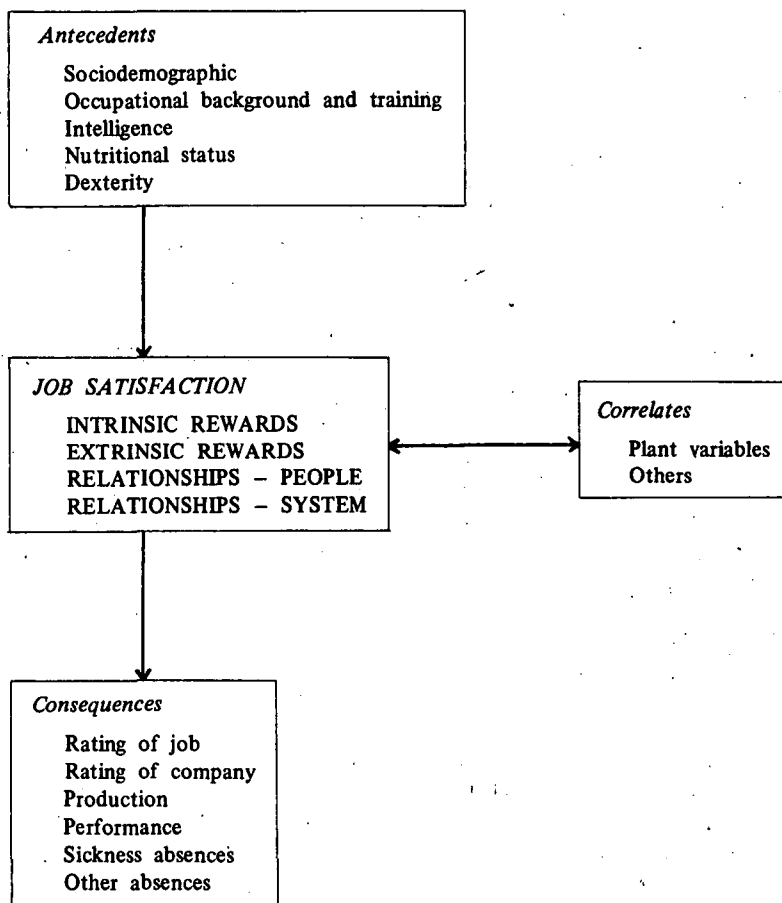 Antecedents
Sociodemographic
Occupational background and training
Intelligence
Nutritional status
Dexterity
JOB SATISFACTION
INTRINSIC REWARDS
EXTRINSIC REWARDS
RELATIONSHIPS – PEOPLE
RELATIONSHIPS – SYSTEM
Correlates
Plant variables
Others
Consequences
Rating of job
Rating of company
Production
Performance
Sickness absences
Other absences